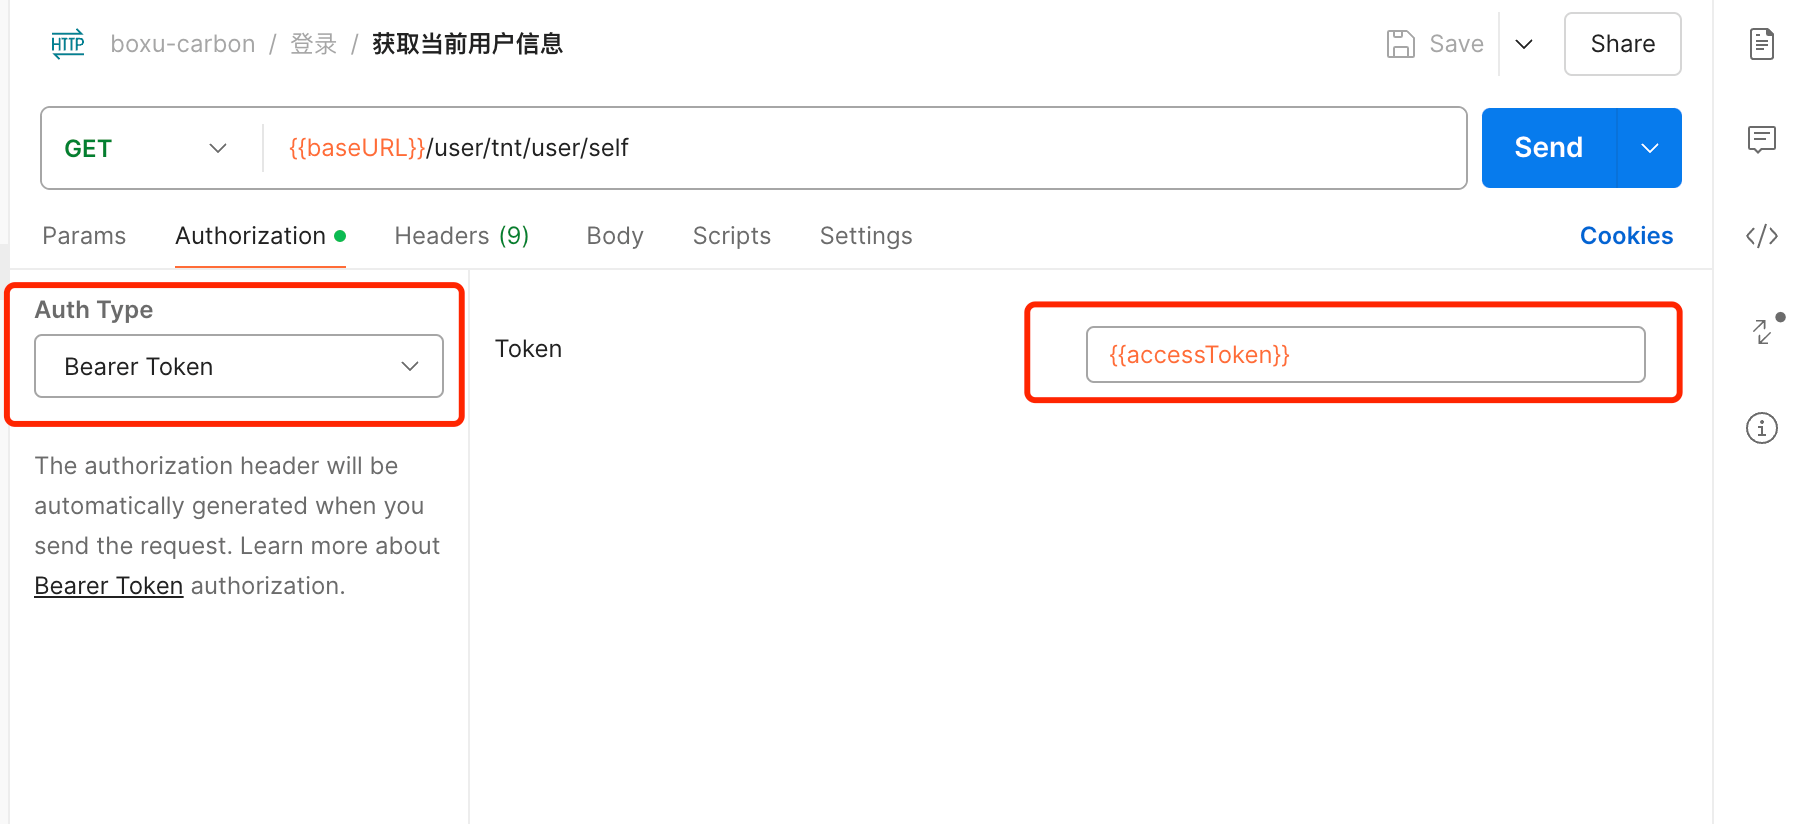 HTTP boxu-carbon / 登录 / 获取当前用户信息 Save Share
GET {{baseURL}}/user/tnt/user/self Send
Params Authorization Headers (9) Body Scripts Settings Cookies
Auth Type
Bearer Token
Token {{accessToken}}
The authorization header will be
automatically generated when you
send the request. Learn more about
Bearer Token authorization.